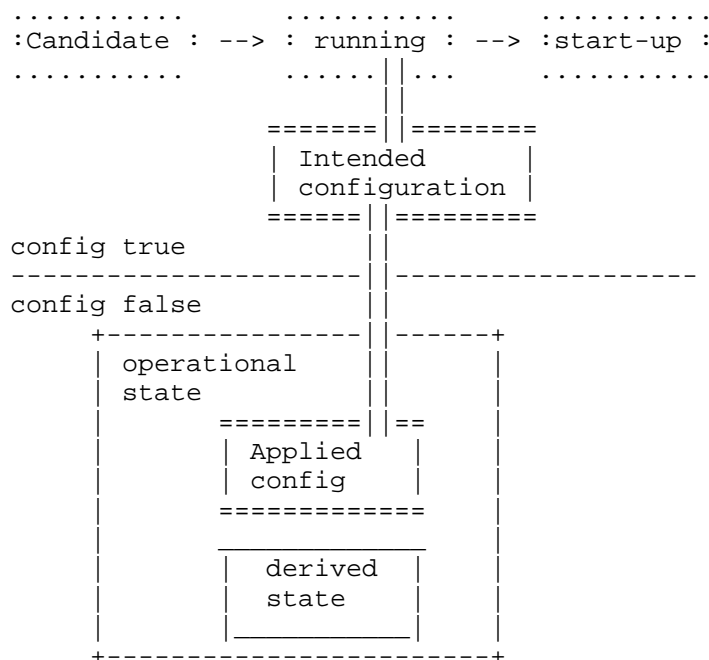 :Candidate : --> : running : --> :start-up :
Intended
configuration
config true
config false
operational
state
Applied
config
derived
state